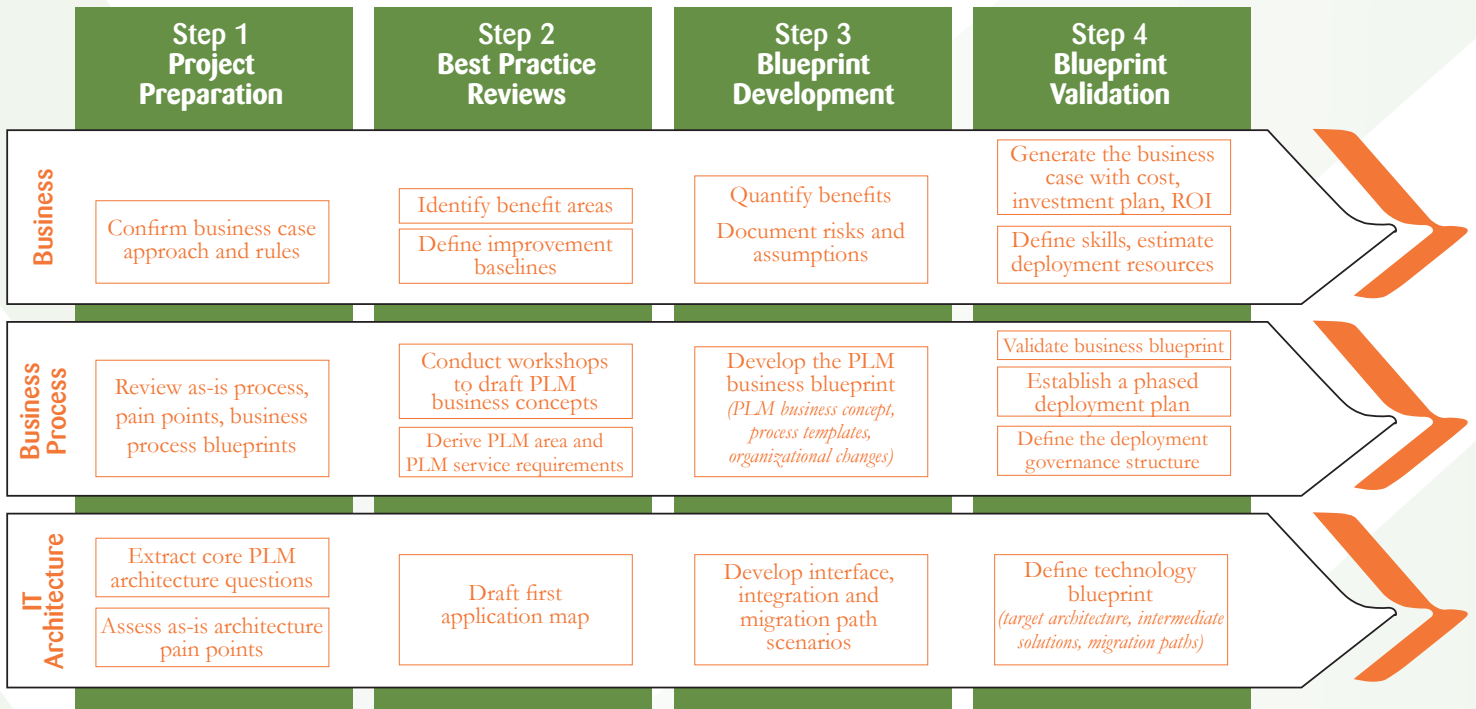 Step 1
Project
Preparation
Step 2
Best Practice
Reviews
Step 3
Blueprint
Development
Step 4
Blueprint
Validation
Business
Confirm business case
approach and rules
Identify benefit areas
Define improvement
baselines
Quantify benefits
Document risks and
assumptions
Generate the business
case with cost,
investment plan, ROI
Define skills, estimate
deployment resources
Business
Process
Review as-is process,
pain points, business
process blueprints
Conduct workshops
to draft PLM
business concepts
Derive PLM area and
PLM service requirements
Develop the PLM
business blueprint
(PLM business concept,
process templates,
organizational changes)
Validate business blueprint
Establish a phased
deployment plan
Define the deployment
governance structure
IT
Architecture
Extract core PLM
architecture questions
Assess as-is architecture
pain points
Draft first
application map
Develop interface,
integration and
migration path
scenarios
Define technology
blueprint
(target architecture, intermediate
solutions, migration paths)